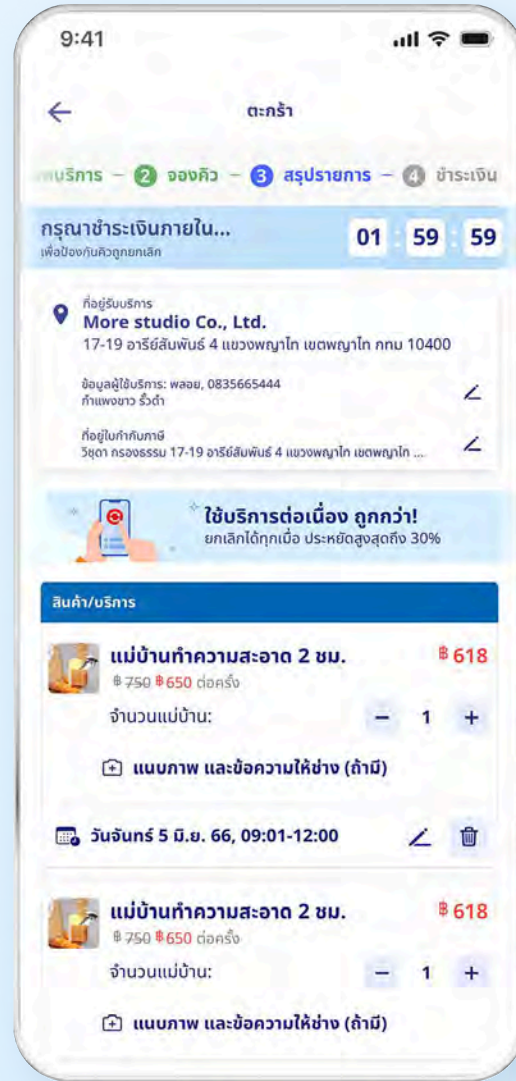 9:41
ตะกร้า
บริการ – 2 จองคิว – 3 สรุปรายการ – 4 ชำระเงิน
กรุณาชำระเงินภายใน... 01 : 59 : 59
เพื่อป้องกันคิวถูกยกเลิก
ที่อยู่รับบริการ
More studio Co., Ltd.
17-19 อารีย์สัมพันธ์ 4 แขวงพญาไท เขตพญาไท กทม 10400
ข้อมูลผู้ใช้บริการ: พลอย, 0835665444
กำแพงขาว รั้วดำ
ที่อยู่ใบกำกับภาษี
วิชุดา กรองธรรม 17-19 อารีย์สัมพันธ์ 4 แขวงพญาไท เขตพญาไท ...
ใช้บริการต่อเนื่อง ถูกกว่า!
ยกเลิกได้ทุกเมื่อ ประหยัดสูงสุดถึง 30%
สินค้า/บริการ
แม่บ้านทำความสะอาด 2 ชม. ฿ 618
฿ 750 ฿ 650 ต่อครั้ง
จำนวนแม่บ้าน: – 1 +
แนบภาพ และข้อความให้ช่าง (ถ้ามี)
วันจันทร์ 5 มิ.ย. 66, 09:01-12:00
แม่บ้านทำความสะอาด 2 ชม. ฿ 618
฿ 750 ฿ 650 ต่อครั้ง
จำนวนแม่บ้าน: – 1 +
แนบภาพ และข้อความให้ช่าง (ถ้ามี)